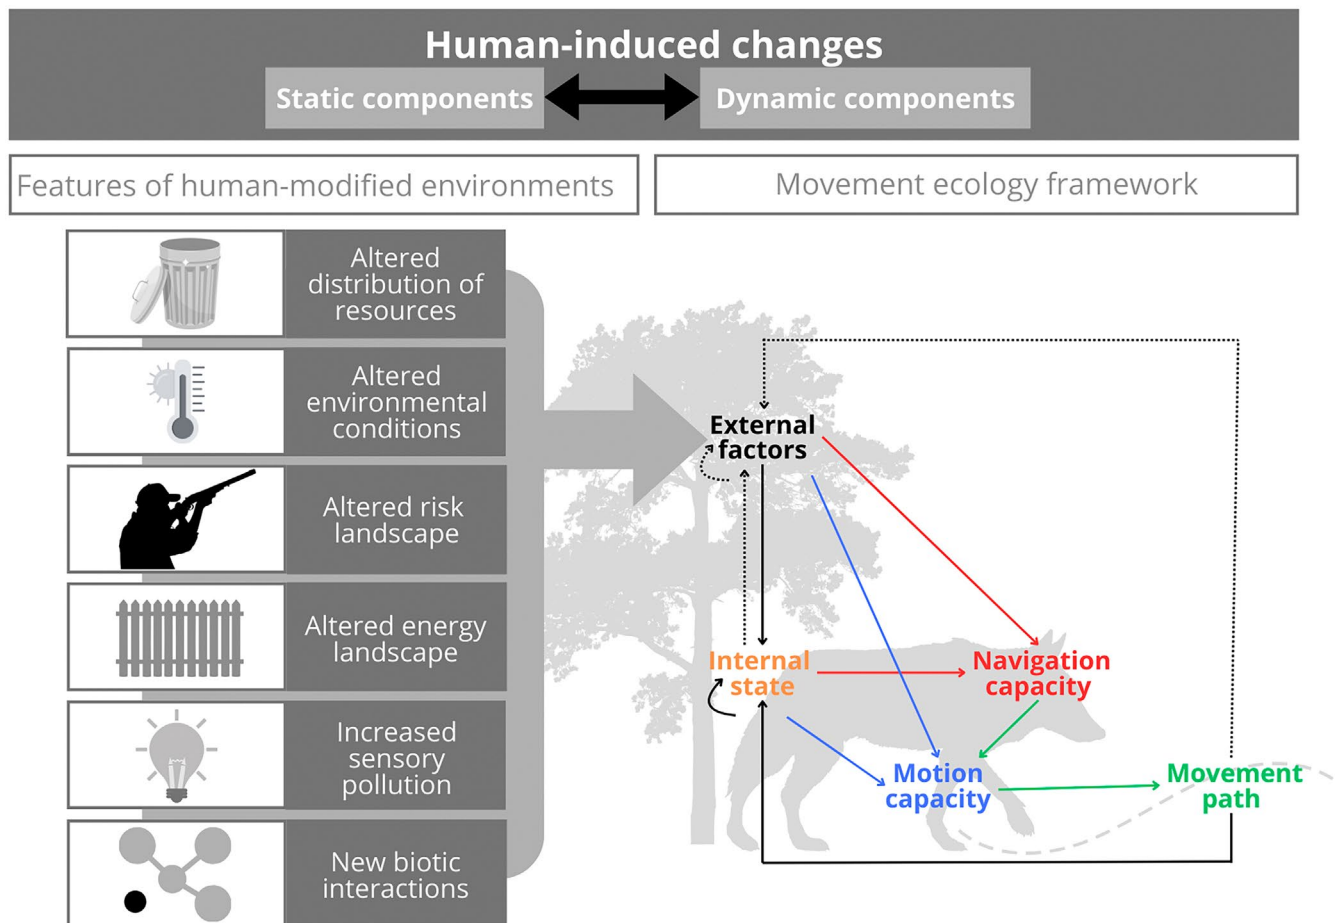 Human-induced changes
Static components
Dynamic components
Features of human-modified environments
Movement ecology framework
Altered
distribution of
resources
Altered
environmental
conditions
Altered risk
landscape
Altered energy
landscape
Increased
sensory
pollution
New biotic
interactions
External
factors
Internal
state
Navigation
capacity
Motion
capacity
Movement
path